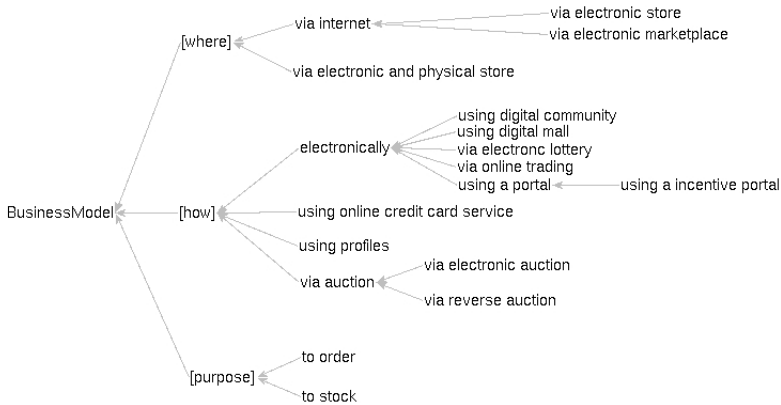 via electronic store
via internet
via electronic marketplace
[where]
via electronic and physical store
using digital community
using digital mall
electronically
via electronc lottery
via online trading
using a portal
using a incentive portal
BusinessModel
[how]
using online credit card service
using profiles
via electronic auction
via auction
via reverse auction
to order
[purpose]
to stock